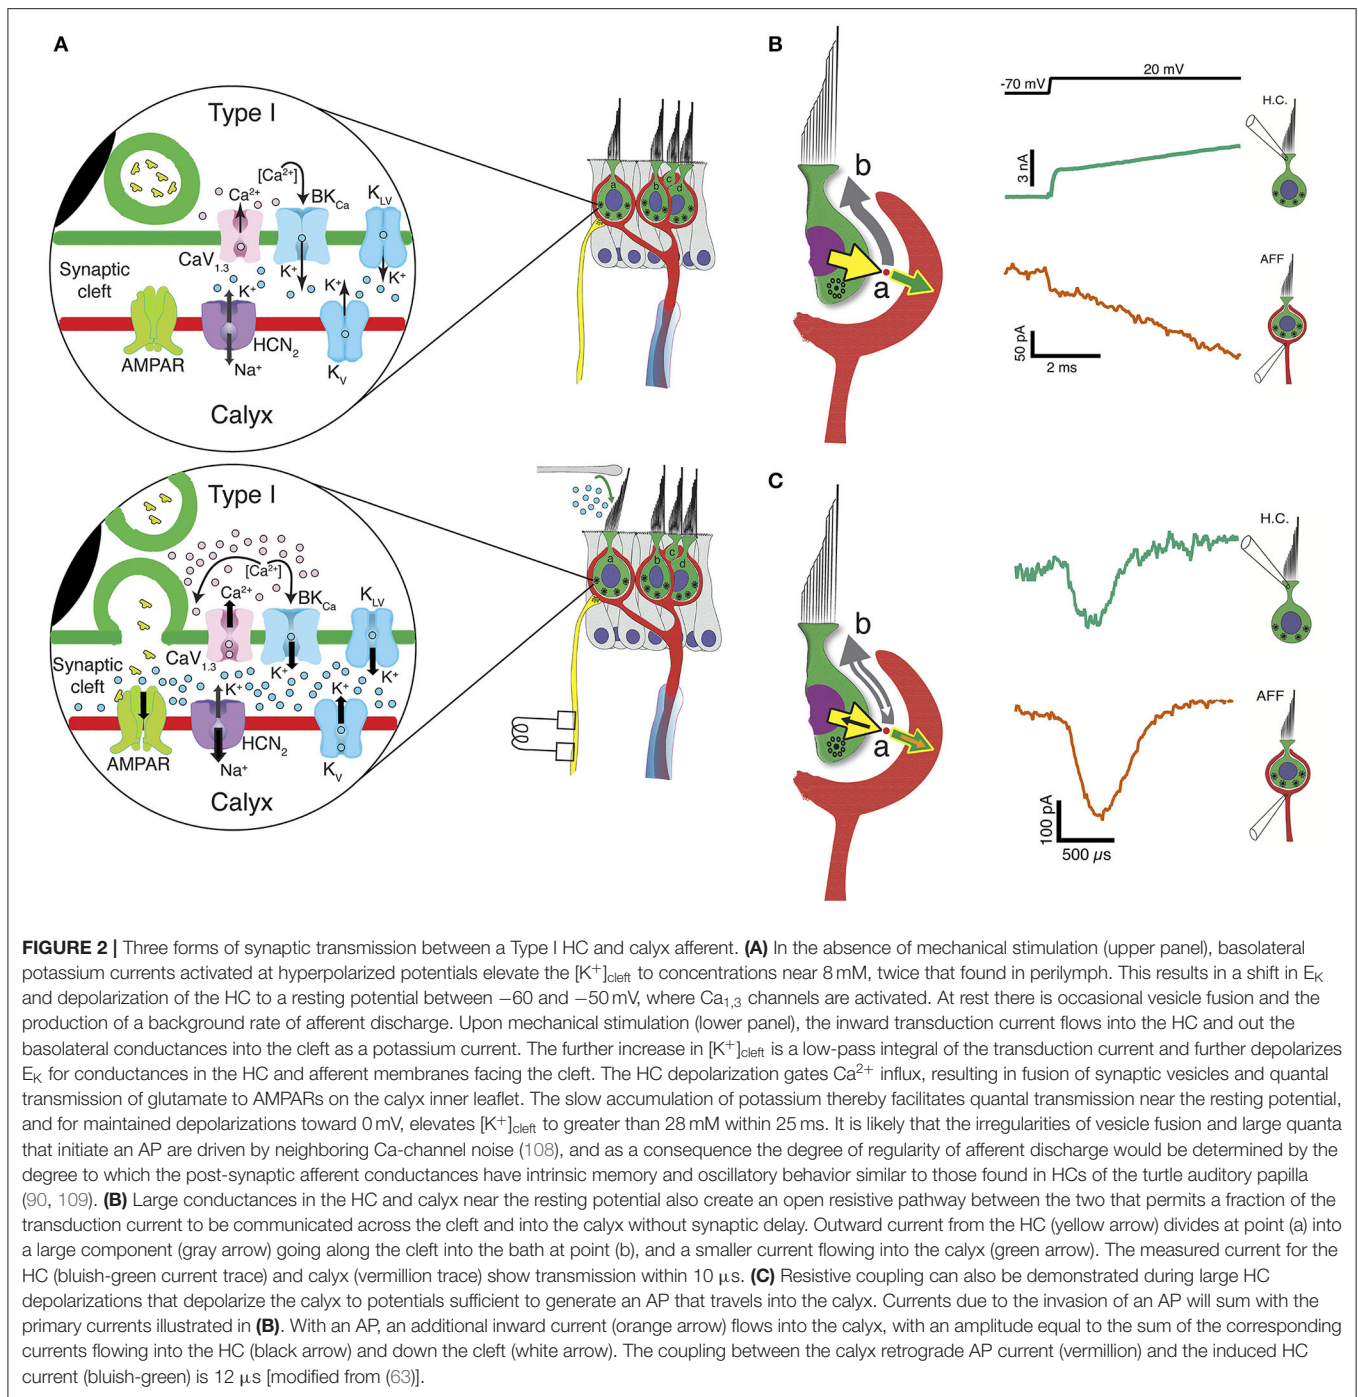 A
Type I
[Ca²⁺]
Ca²⁺
BK_Ca
K_LV
CaV_1.3
K⁺
K⁺
Synaptic
cleft
K⁺
K⁺
AMPAR
HCN₂
Na⁺
K_V
Calyx
a
b
c
d
Type I
[Ca²⁺]
Ca²⁺
BK_Ca
K_LV
CaV_1.3
Synaptic
cleft
K⁺
K⁺
K⁺
K⁺
AMPAR
HCN₂
Na⁺
K_V
Calyx
a
b
c
d
B
b
a
-70 mV
20 mV
H.C.
3 nA
AFF
50 pA
2 ms
C
b
a
H.C.
AFF
100 pA
500 µs
FIGURE 2 | Three forms of synaptic transmission between a Type I HC and calyx afferent. (A) In the absence of mechanical stimulation (upper panel), basolateral
potassium currents activated at hyperpolarized potentials elevate the [K⁺]cleft to concentrations near 8 mM, twice that found in perilymph. This results in a shift in E_K
and depolarization of the HC to a resting potential between −60 and −50 mV, where Ca1,3 channels are activated. At rest there is occasional vesicle fusion and the
production of a background rate of afferent discharge. Upon mechanical stimulation (lower panel), the inward transduction current flows into the HC and out the
basolateral conductances into the cleft as a potassium current. The further increase in [K⁺]cleft is a low-pass integral of the transduction current and further depolarizes
E_K for conductances in the HC and afferent membranes facing the cleft. The HC depolarization gates Ca²⁺ influx, resulting in fusion of synaptic vesicles and quantal
transmission of glutamate to AMPARs on the calyx inner leaflet. The slow accumulation of potassium thereby facilitates quantal transmission near the resting potential,
and for maintained depolarizations toward 0 mV, elevates [K⁺]cleft to greater than 28 mM within 25 ms. It is likely that the irregularities of vesicle fusion and large quanta
that initiate an AP are driven by neighboring Ca-channel noise (108), and as a consequence the degree of regularity of afferent discharge would be determined by the
degree to which the post-synaptic afferent conductances have intrinsic memory and oscillatory behavior similar to those found in HCs of the turtle auditory papilla
(90, 109). (B) Large conductances in the HC and calyx near the resting potential also create an open resistive pathway between the two that permits a fraction of the
transduction current to be communicated across the cleft and into the calyx without synaptic delay. Outward current from the HC (yellow arrow) divides at point (a) into
a large component (gray arrow) going along the cleft into the bath at point (b), and a smaller current flowing into the calyx (green arrow). The measured current for the
HC (bluish-green current trace) and calyx (vermillion trace) show transmission within 10 µs. (C) Resistive coupling can also be demonstrated during large HC
depolarizations that depolarize the calyx to potentials sufficient to generate an AP that travels into the calyx. Currents due to the invasion of an AP will sum with the
primary currents illustrated in (B). With an AP, an additional inward current (orange arrow) flows into the calyx, with an amplitude equal to the sum of the corresponding
currents flowing into the HC (black arrow) and down the cleft (white arrow). The coupling between the calyx retrograde AP current (vermillion) and the induced HC
current (bluish-green) is 12 µs [modified from (63)].